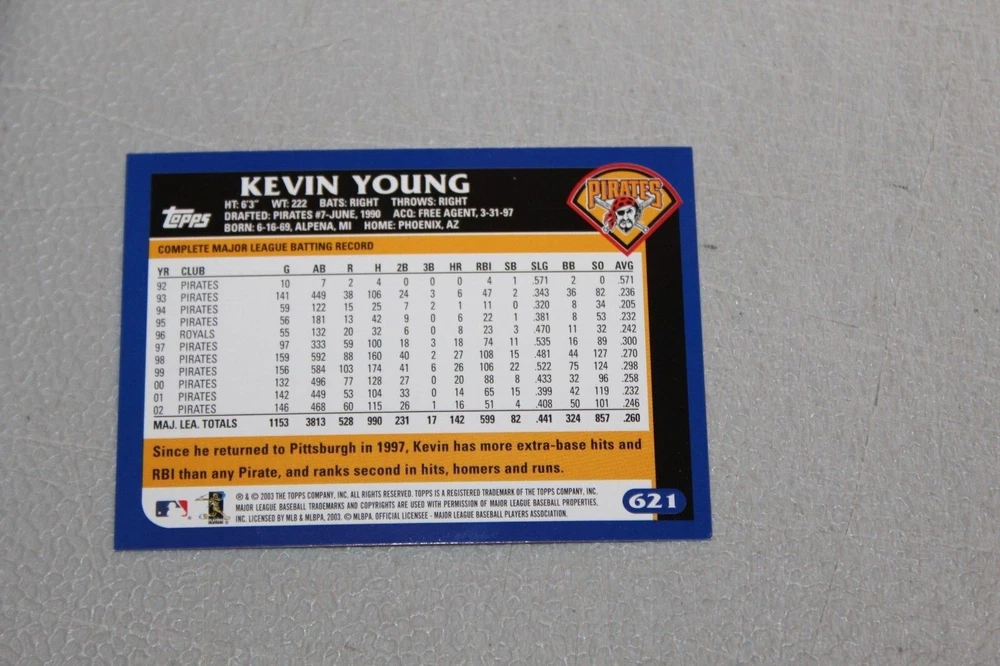 KEVIN YOUNG
Topps
HT: 6'3" WT: 222 BATS: RIGHT THROWS: RIGHT
DRAFTED: PIRATES #7-JUNE, 1990 ACQ: FREE AGENT, 3-31-97
BORN: 6-16-69, ALPENA, MI HOME: PHOENIX, AZ
PIRATES
COMPLETE MAJOR LEAGUE BATTING RECORD
YR CLUB G AB R H 2B 3B HR RBI SB SLG BB SO AVG
92 PIRATES 10 7 2 4 0 0 0 4 1 .571 2 0 .571
93 PIRATES 141 449 38 106 24 3 6 47 2 .343 36 82 .236
94 PIRATES 59 122 15 25 7 2 1 11 0 .320 8 34 .205
95 PIRATES 56 181 13 42 9 0 6 22 1 .381 8 53 .232
96 ROYALS 55 132 20 32 6 0 8 23 3 .470 11 32 .242
97 PIRATES 97 333 59 100 18 3 18 74 11 .535 16 89 .300
98 PIRATES 159 592 88 160 40 2 27 108 15 .481 44 127 .270
99 PIRATES 156 584 103 174 41 6 26 106 22 .522 75 124 .298
00 PIRATES 132 496 77 128 27 0 20 88 8 .433 32 96 .258
01 PIRATES 142 449 53 104 33 0 14 65 15 .399 42 119 .232
02 PIRATES 146 468 60 115 26 1 16 51 4 .408 50 101 .246
MAJ. LEA. TOTALS 1153 3813 528 990 231 17 142 599 82 .441 324 857 .260
Since he returned to Pittsburgh in 1997, Kevin has more extra-base hits and
RBI than any Pirate, and ranks second in hits, homers and runs.
® & © 2003 THE TOPPS COMPANY, INC. ALL RIGHTS RESERVED. TOPPS IS A REGISTERED TRADEMARK OF THE TOPPS COMPANY, INC.
MAJOR LEAGUE BASEBALL TRADEMARKS AND COPYRIGHTS ARE USED WITH PERMISSION OF MAJOR LEAGUE BASEBALL PROPERTIES,
INC. LICENSED BY MLB & MLBPA, 2003. © MLBPA. OFFICIAL LICENSEE - MAJOR LEAGUE BASEBALL PLAYERS ASSOCIATION.
621